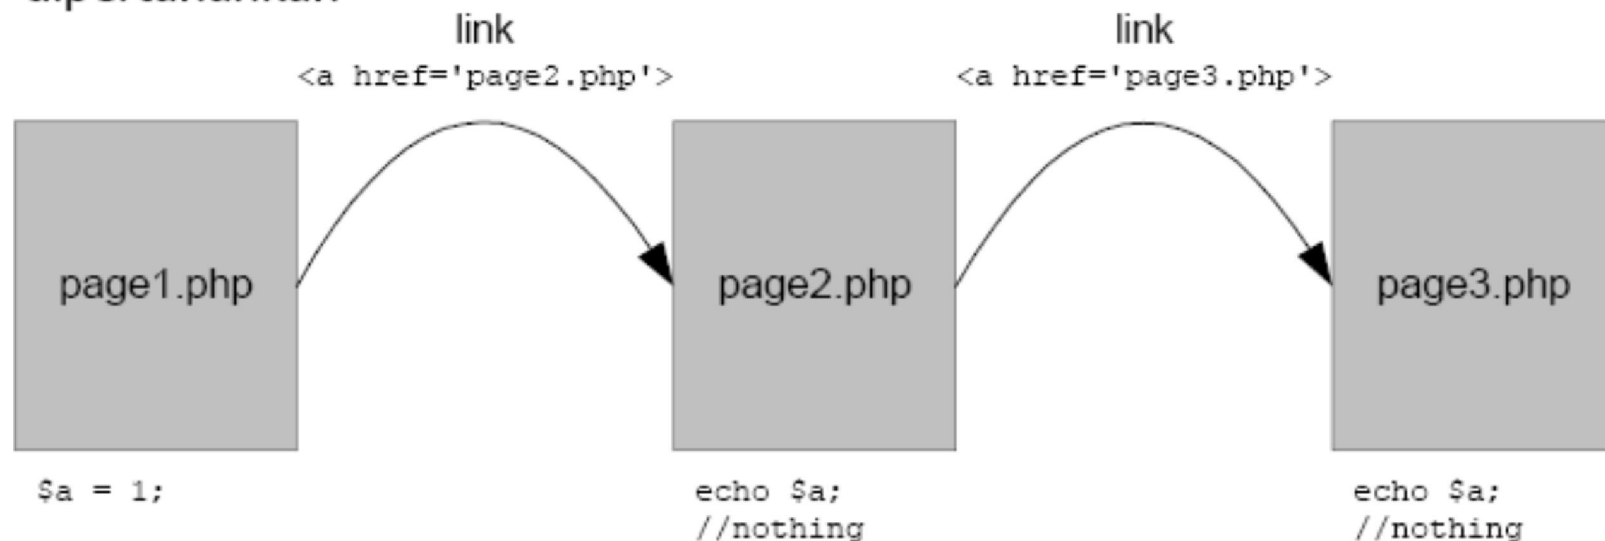 link link
<a href='page2.php'> <a href='page3.php'>
page1.php page2.php page3.php
$a = 1; echo $a; echo $a;
//nothing //nothing